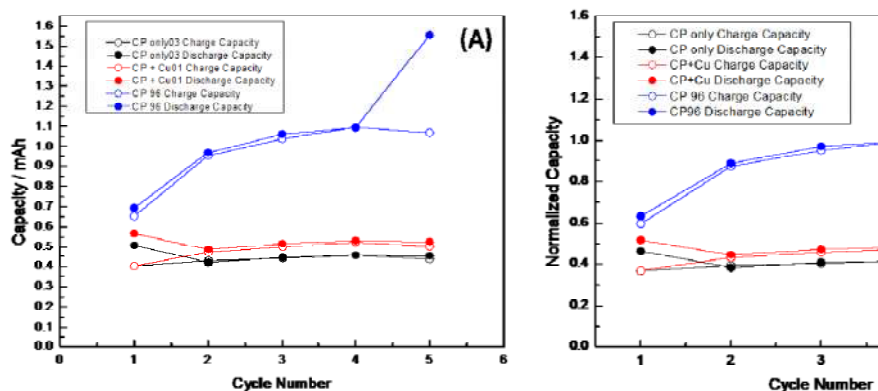 (A)
CP only03 Charge Capacity
CP only03 Discharge Capacity
CP + Cu01 Charge Capacity
CP + Cu01 Discharge Capacity
CP 96 Charge Capacity
CP 96 Discharge Capacity
Capacity / mAh
1.6
1.5
1.4
1.3
1.2
1.1
1.0
0.9
0.8
0.7
0.6
0.5
0.4
0.3
0.2
0.1
0.0
0 1 2 3 4 5 6
Cycle Number
CP only Charge Capacity
CP only Discharge Capacity
CP+Cu Charge Capacity
CP+Cu Discharge Capacity
CP 96 Charge Capacity
CP96 Discharge Capacity
Normalized Capacity
1.6
1.4
1.2
1.0
0.8
0.6
0.4
0.2
0.0
1 2 3
Cycle Number